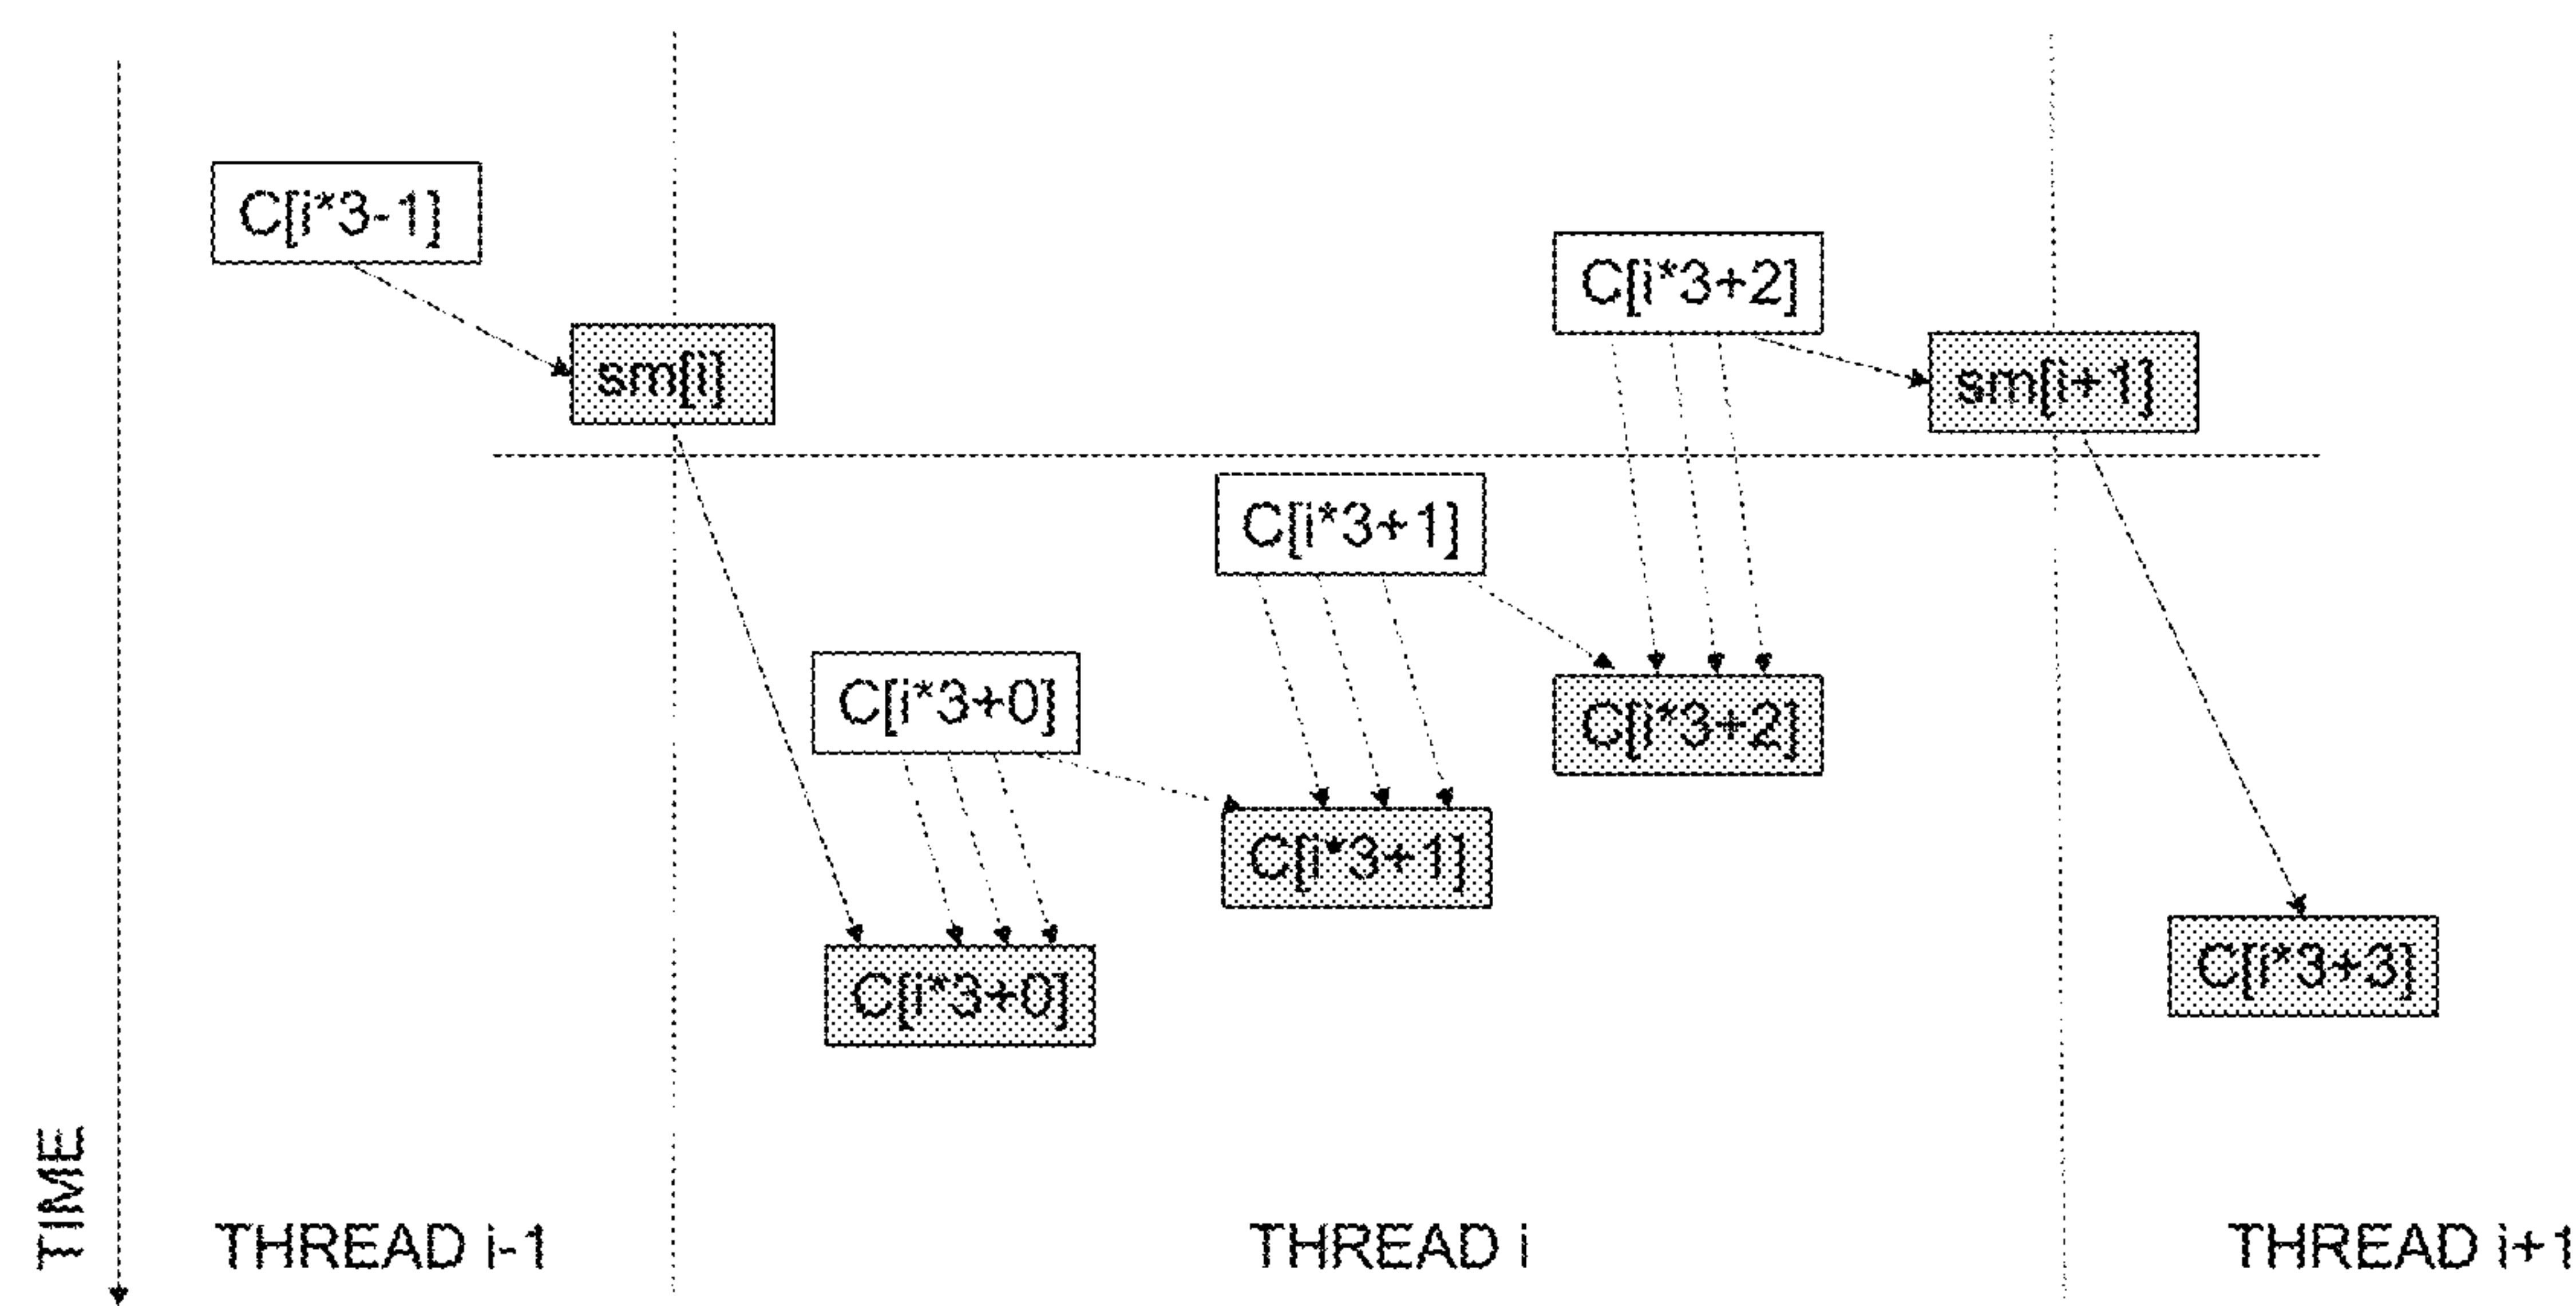 C[i*3-1]
C[i*3+2]
sm[i]
sm[i+1]
C[i*3+1]
C[i*3+0]
C[i*3+2]
C[i*3+1]
C[i*3+0]
C[i*3+3]
TIME
THREAD i-1
THREAD i
THREAD i+1